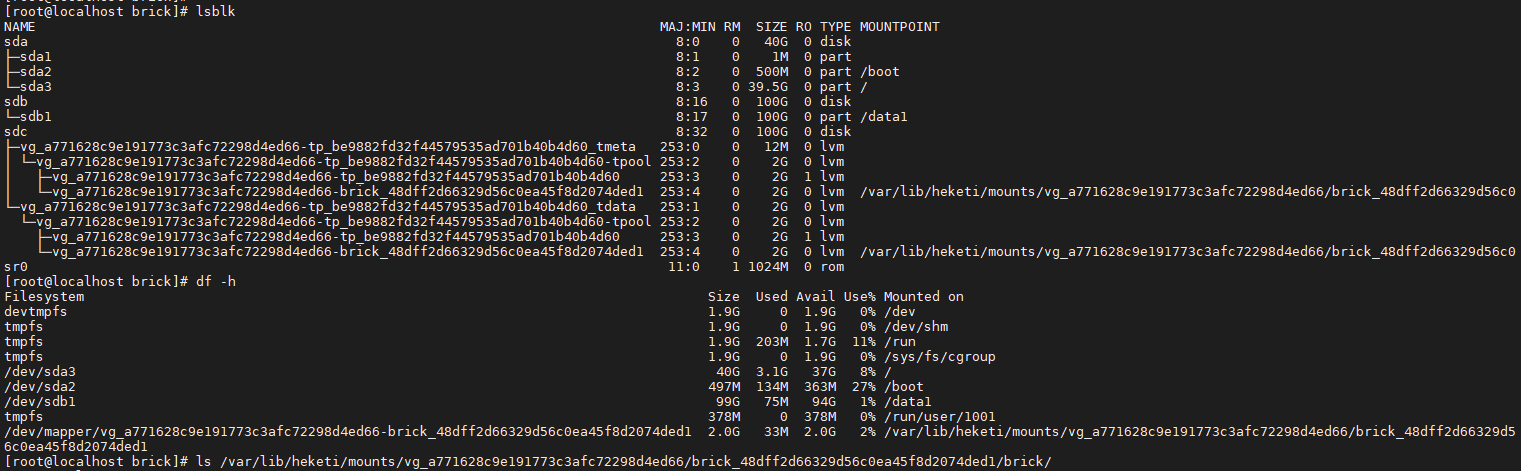 [root@localhost brick]# lsblk
NAME MAJ:MIN RM SIZE RO TYPE MOUNTPOINT
sda 8:0 0 40G 0 disk
├─sda1 8:1 0 1M 0 part
├─sda2 8:2 0 500M 0 part /boot
└─sda3 8:3 0 39.5G 0 part /
sdb 8:16 0 100G 0 disk
└─sdb1 8:17 0 100G 0 part /data1
sdc 8:32 0 100G 0 disk
├─vg_a771628c9e191773c3afc72298d4ed66-tp_be9882fd32f44579535ad701b40b4d60_tmeta 253:0 0 12M 0 lvm
│ └─vg_a771628c9e191773c3afc72298d4ed66-tp_be9882fd32f44579535ad701b40b4d60-tpool 253:2 0 2G 0 lvm
│   ├─vg_a771628c9e191773c3afc72298d4ed66-tp_be9882fd32f44579535ad701b40b4d60 253:3 0 2G 1 lvm
│   └─vg_a771628c9e191773c3afc72298d4ed66-brick_48dff2d66329d56c0ea45f8d2074ded1 253:4 0 2G 0 lvm /var/lib/heketi/mounts/vg_a771628c9e191773c3afc72298d4ed66/brick_48dff2d66329d56c0
└─vg_a771628c9e191773c3afc72298d4ed66-tp_be9882fd32f44579535ad701b40b4d60_tdata 253:1 0 2G 0 lvm
  └─vg_a771628c9e191773c3afc72298d4ed66-tp_be9882fd32f44579535ad701b40b4d60-tpool 253:2 0 2G 0 lvm
    ├─vg_a771628c9e191773c3afc72298d4ed66-tp_be9882fd32f44579535ad701b40b4d60 253:3 0 2G 1 lvm
    └─vg_a771628c9e191773c3afc72298d4ed66-brick_48dff2d66329d56c0ea45f8d2074ded1 253:4 0 2G 0 lvm /var/lib/heketi/mounts/vg_a771628c9e191773c3afc72298d4ed66/brick_48dff2d66329d56c0
sr0 11:0 1 1024M 0 rom
[root@localhost brick]# df -h
Filesystem Size Used Avail Use% Mounted on
devtmpfs 1.9G 0 1.9G 0% /dev
tmpfs 1.9G 0 1.9G 0% /dev/shm
tmpfs 1.9G 203M 1.7G 11% /run
tmpfs 1.9G 0 1.9G 0% /sys/fs/cgroup
/dev/sda3 40G 3.1G 37G 8% /
/dev/sda2 497M 134M 363M 27% /boot
/dev/sdb1 99G 75M 94G 1% /data1
tmpfs 378M 0 378M 0% /run/user/1001
/dev/mapper/vg_a771628c9e191773c3afc72298d4ed66-brick_48dff2d66329d56c0ea45f8d2074ded1 2.0G 33M 2.0G 2% /var/lib/heketi/mounts/vg_a771628c9e191773c3afc72298d4ed66/brick_48dff2d66329d5
6c0ea45f8d2074ded1
[root@localhost brick]# ls /var/lib/heketi/mounts/vg_a771628c9e191773c3afc72298d4ed66/brick_48dff2d66329d56c0ea45f8d2074ded1/brick/